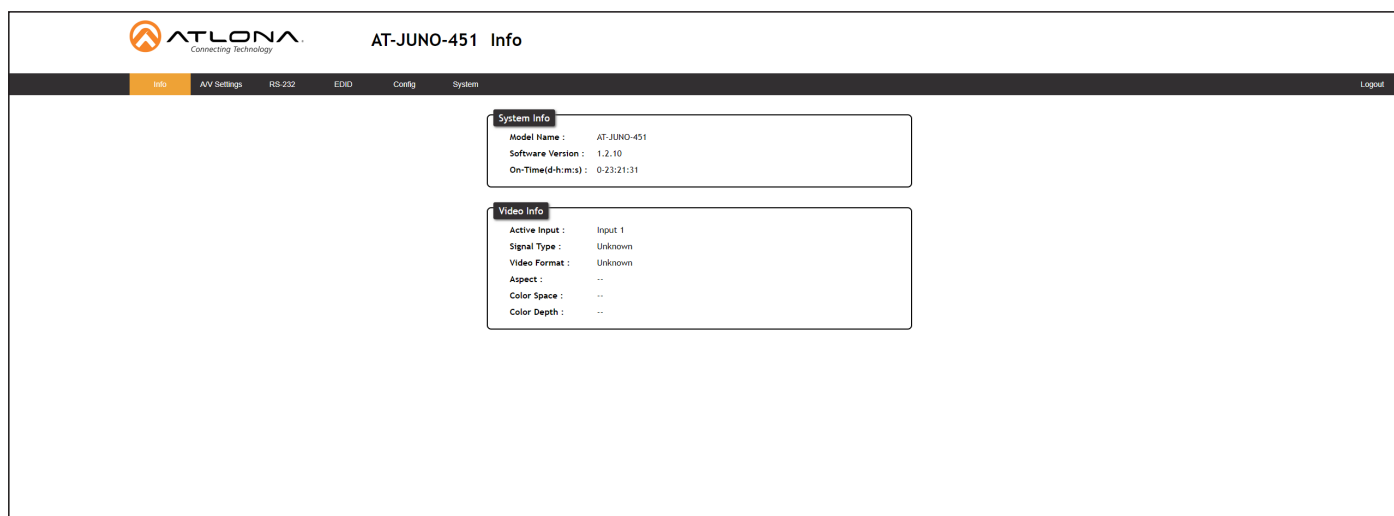 ATLONA.
Connecting Technology
AT-JUNO-451 Info
Info A/V Settings RS-232 EDID Config System Logout
System Info
Model Name : AT-JUNO-451
Software Version : 1.2.10
On-Time(d-h:m:s) : 0-23:21:31
Video Info
Active Input : Input 1
Signal Type : Unknown
Video Format : Unknown
Aspect : --
Color Space : --
Color Depth : --